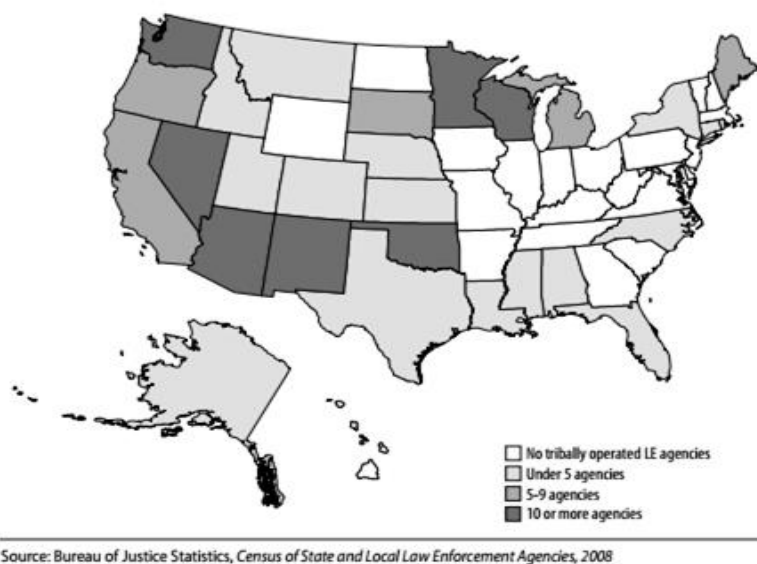 No tribally operated LE agencies
Under 5 agencies
5-9 agencies
10 or more agencies
Source: Bureau of Justice Statistics, Census of State and Local Law Enforcement Agencies, 2008